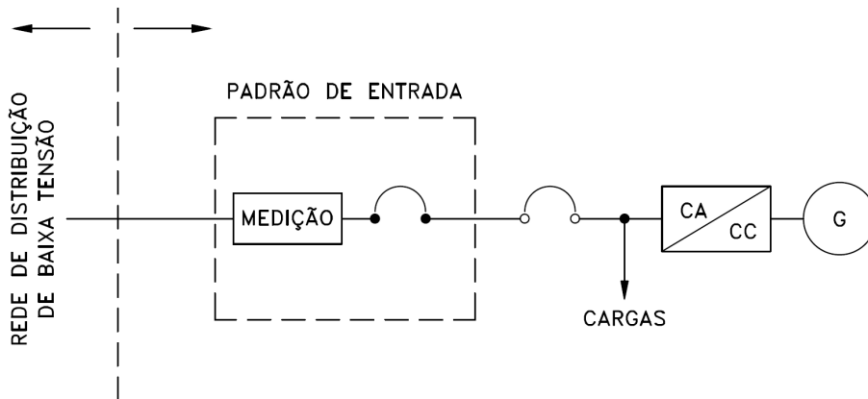 REDE DE DISTRIBUIÇÃO
DE BAIXA TENSÃO
PADRÃO DE ENTRADA
MEDIÇÃO
CA
CC
G
CARGAS